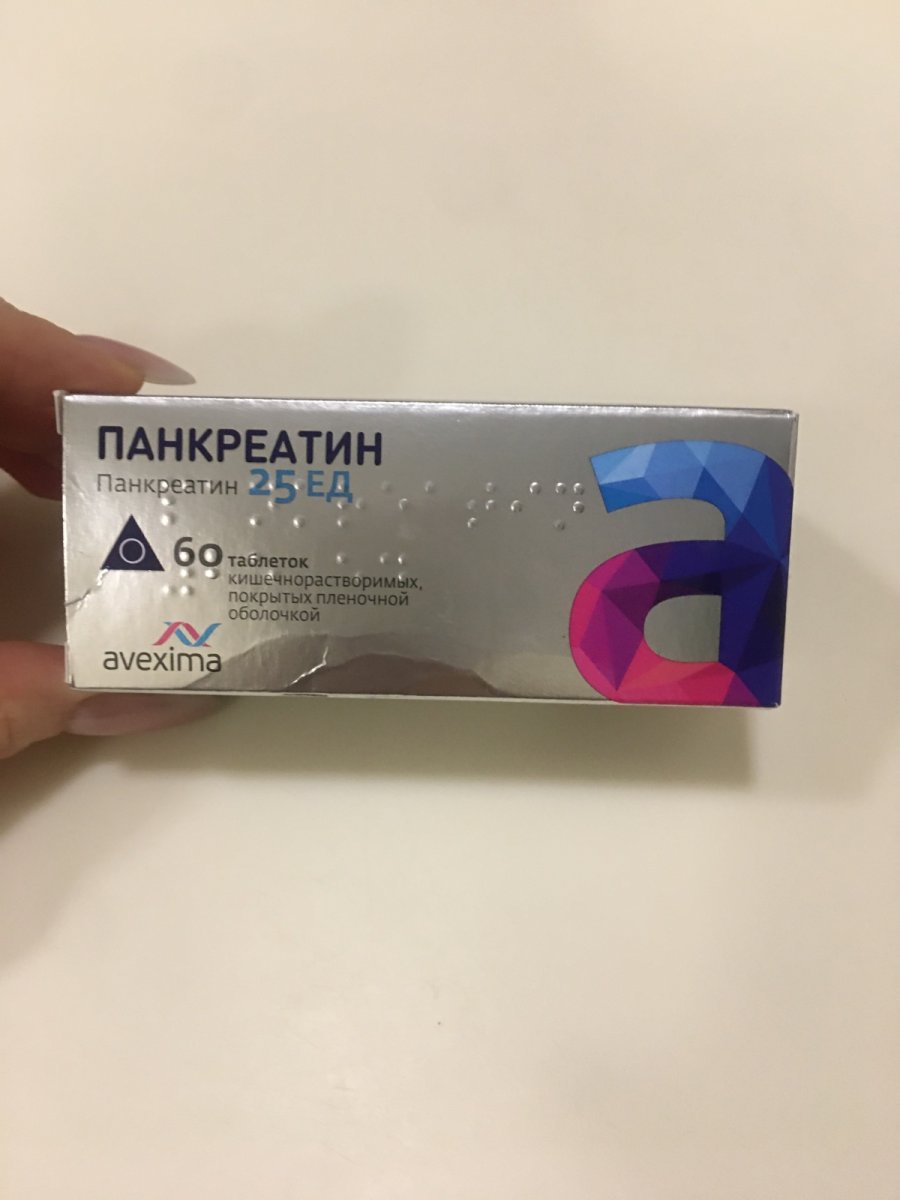 ПАНКРЕАТИН
Панкреатин 25 ЕД
60 таблеток
кишечнорастворимых,
покрытых пленочной
оболочкой
avexima
a